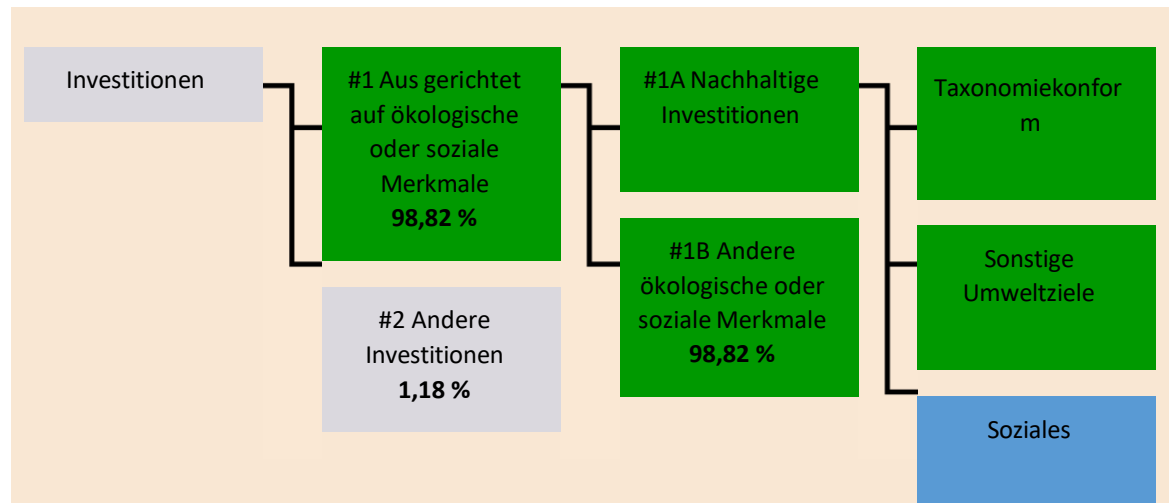 Investitionen
#1 Aus gerichtet
auf ökologische
oder soziale
Merkmale
98,82 %
#2 Andere
Investitionen
1,18 %
#1A Nachhaltige
Investitionen
#1B Andere
ökologische oder
soziale Merkmale
98,82 %
Taxonomiekonfor
m
Sonstige
Umweltziele
Soziales